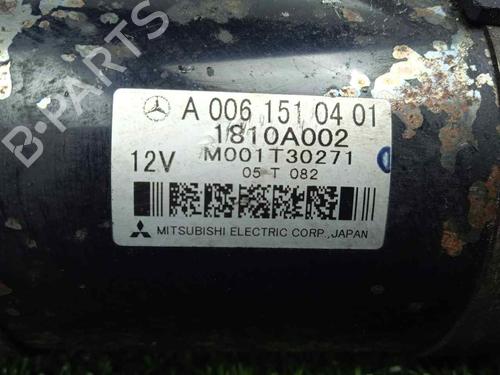 A 006 151 04 01
1810A002
12V M001T30271
05 T 082
MITSUBISHI ELECTRIC CORP., JAPAN
B-PARTS